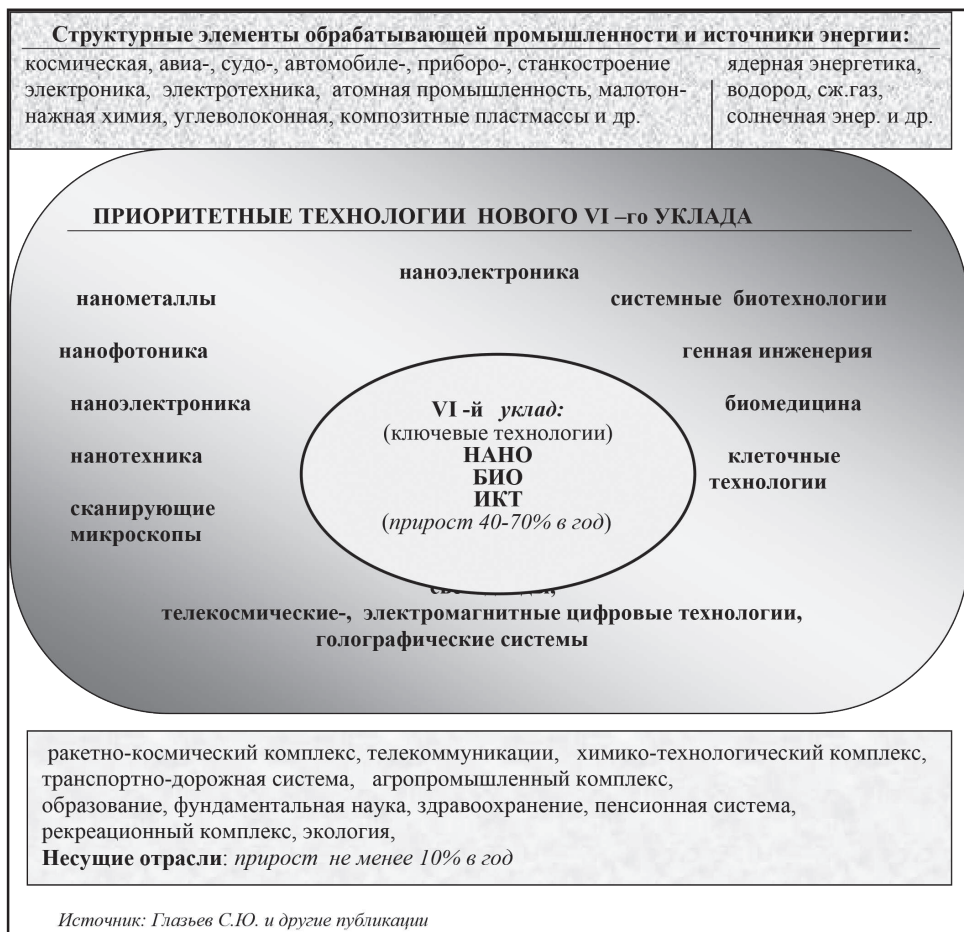 Структурные элементы обрабатывающей промышленности и источники энергии:
космическая, авиа-, судо-, автомобиле-, приборо-, станкостроение
электроника, электротехника, атомная промышленность, малотон-
нажная химия, углеволоконная, композитные пластмассы и др.
ядерная энергетика,
водород, сж.газ,
солнечная энер. и др.
ПРИОРИТЕТНЫЕ ТЕХНОЛОГИИ НОВОГО VI –го УКЛАДА
наноэлектроника
нанометаллы
нанофотоника
наноэлектроника
нанотехника
сканирующие
микроскопы
системные биотехнологии
генная инженерия
биомедицина
клеточные
технологии
VI -й уклад:
(ключевые технологии)
НАНО
БИО
ИКТ
(прирост 40-70% в год)
телекосмические-, электромагнитные цифровые технологии,
голографические системы
ракетно-космический комплекс, телекоммуникации, химико-технологический комплекс,
транспортно-дорожная система, агропромышленный комплекс,
образование, фундаментальная наука, здравоохранение, пенсионная система,
рекреационный комплекс, экология,
Несущие отрасли: прирост не менее 10% в год
Источник: Глазьев С.Ю. и другие публикации